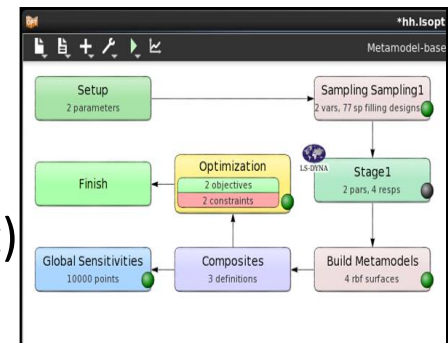 *hh.lsopt
Metamodel-base
Setup
2 parameters
Sampling Sampling1
2 vars, 77 sp filling designs
LS-DYNA
Stage1
2 pars, 4 resps
Optimization
2 objectives
2 constraints
Finish
Global Sensitivities
10000 points
Composites
3 definitions
Build Metamodels
4 rbf surfaces
)